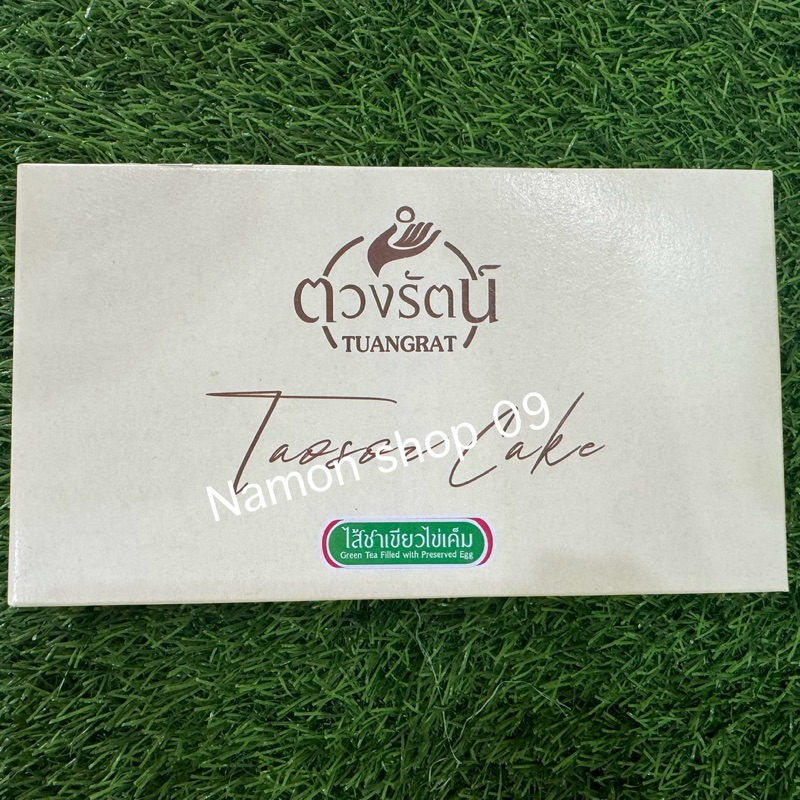 ตวงรัตน์
TUANGRAT
Taosor Cake
Namon shop 09
ไส้ชาเขียวไข่เค็ม
Green Tea Filled with Preserved Egg